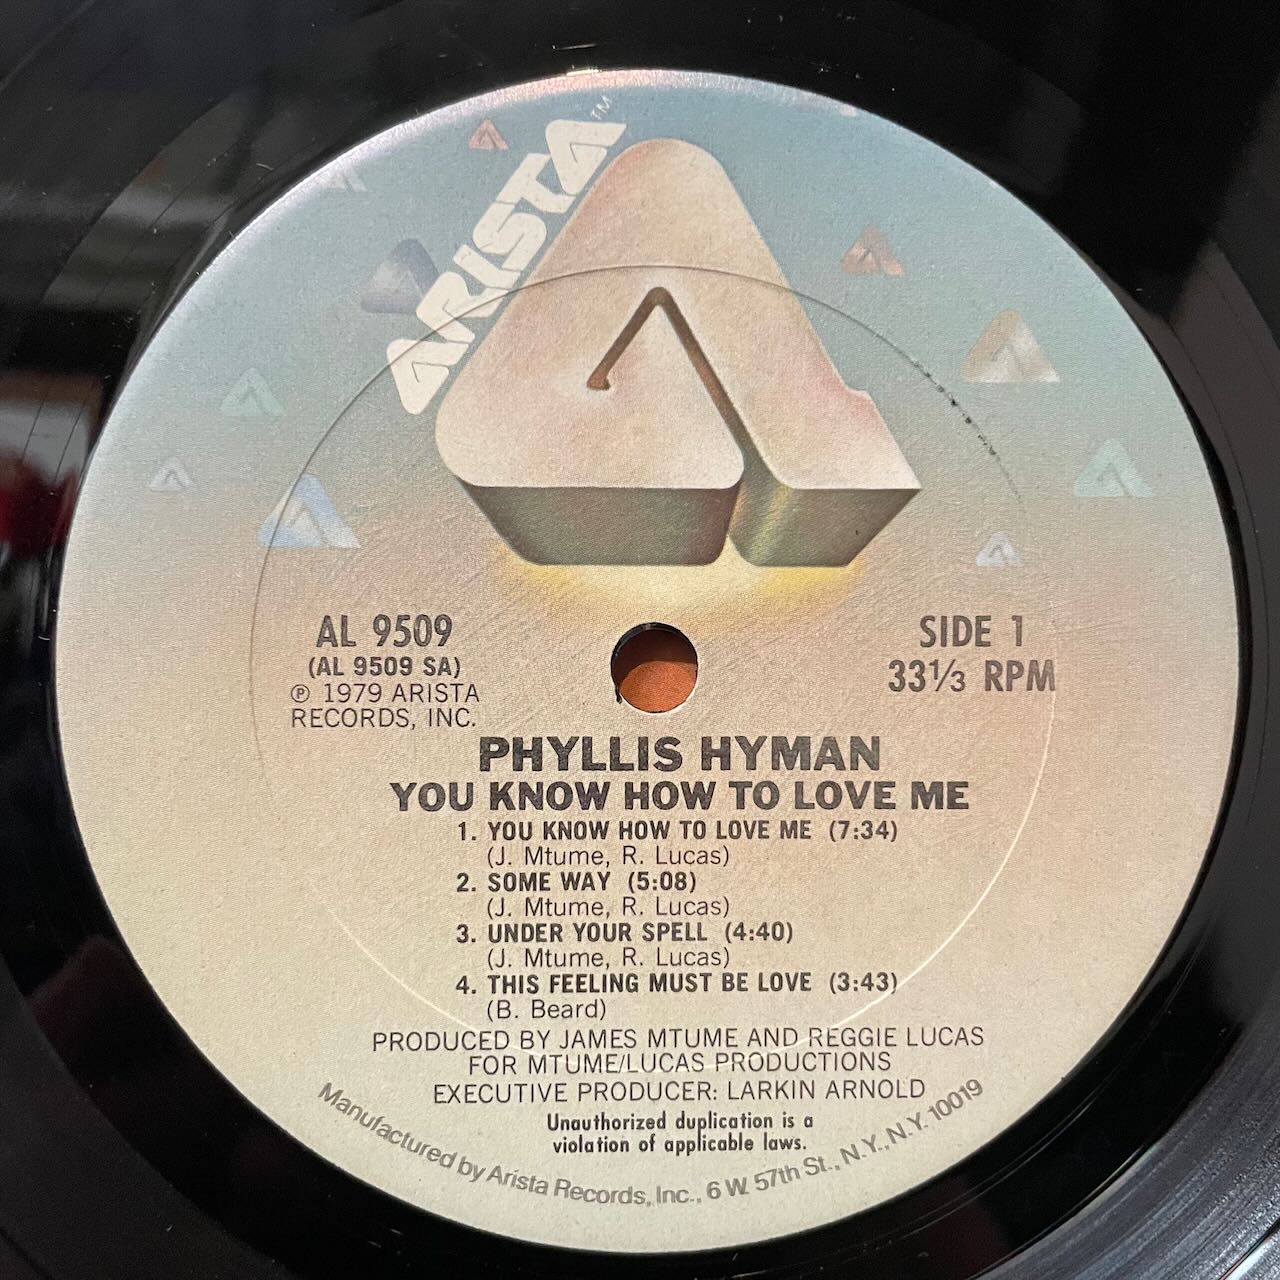 ARISTA™
AL 9509
(AL 9509 SA)
℗ 1979 ARISTA
RECORDS, INC.
SIDE 1
33⅓ RPM
PHYLLIS HYMAN
YOU KNOW HOW TO LOVE ME
1. YOU KNOW HOW TO LOVE ME (7:34)
(J. Mtume, R. Lucas)
2. SOME WAY (5:08)
(J. Mtume, R. Lucas)
3. UNDER YOUR SPELL (4:40)
(J. Mtume, R. Lucas)
4. THIS FEELING MUST BE LOVE (3:43)
(B. Beard)
PRODUCED BY JAMES MTUME AND REGGIE LUCAS
FOR MTUME/LUCAS PRODUCTIONS
EXECUTIVE PRODUCER: LARKIN ARNOLD
Unauthorized duplication is a
violation of applicable laws.
Manufactured by Arista Records, Inc., 6 W. 57th St., N.Y., N.Y. 10019